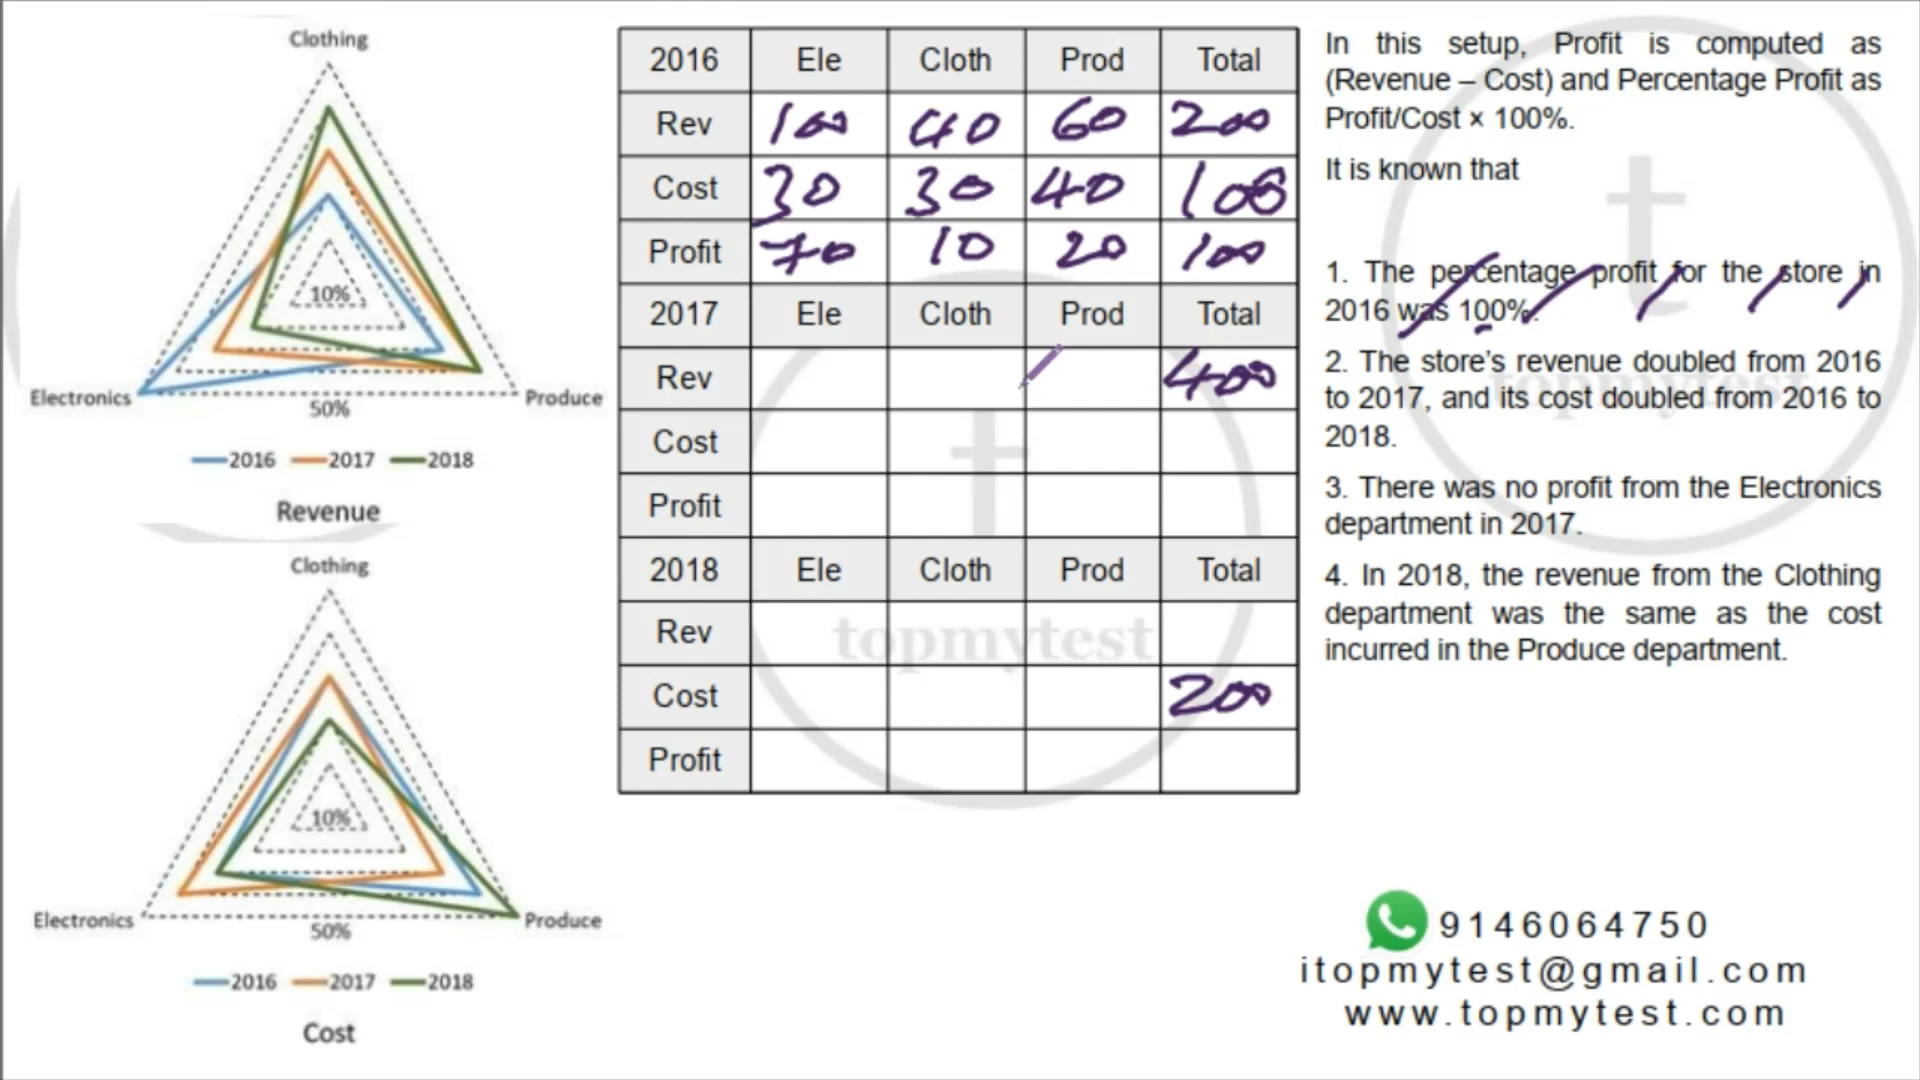 Clothing
10%
Electronics
Produce
50%
2016 2017 2018
Revenue
Clothing
10%
Electronics
Produce
50%
2016 2017 2018
Cost
2016 Ele Cloth Prod Total
Rev 100 40 60 200
Cost 30 30 40 100
Profit 70 10 20 100
2017 Ele Cloth Prod Total
Rev 400
Cost
Profit
2018 Ele Cloth Prod Total
Rev
Cost 200
Profit
topmytest
In this setup, Profit is computed as
(Revenue – Cost) and Percentage Profit as
Profit/Cost × 100%.
It is known that
1. The percentage profit for the store in
2016 was 100%.
2. The store's revenue doubled from 2016
to 2017, and its cost doubled from 2016 to
2018.
3. There was no profit from the Electronics
department in 2017.
4. In 2018, the revenue from the Clothing
department was the same as the cost
incurred in the Produce department.
topmytest
9146064750
itopmytest@gmail.com
www.topmytest.com